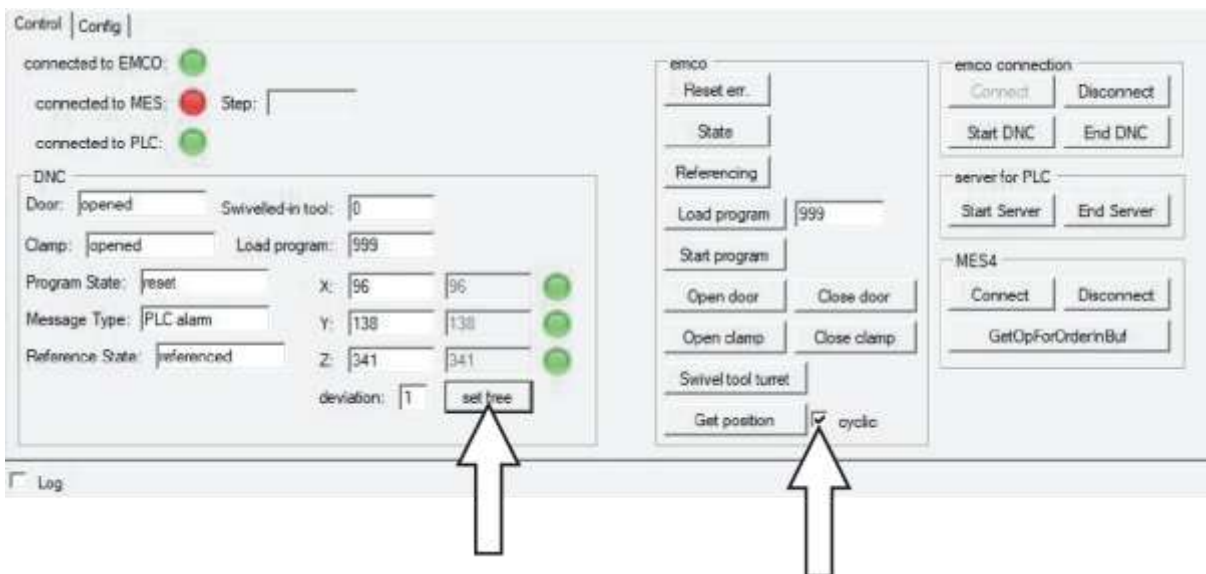 Control Config
connected to EMCO:
connected to MES: Step:
connected to PLC:
DNC
Door: opened Swivelled-in tool: 0
Clamp: opened Load program: 999
Program State: reset X: 96 96
Message Type: PLC alarm Y: 138 138
Reference State: referenced Z: 341 341
deviation: 1 set free
Log
emco
Reset err.
State
Referencing
Load program 999
Start program
Open door Close door
Open clamp Close clamp
Swivel tool turret
Get position cyclic
emco connection
Connect Disconnect
Start DNC End DNC
server for PLC
Start Server End Server
MES4
Connect Disconnect
GetOpForOrderInBuf